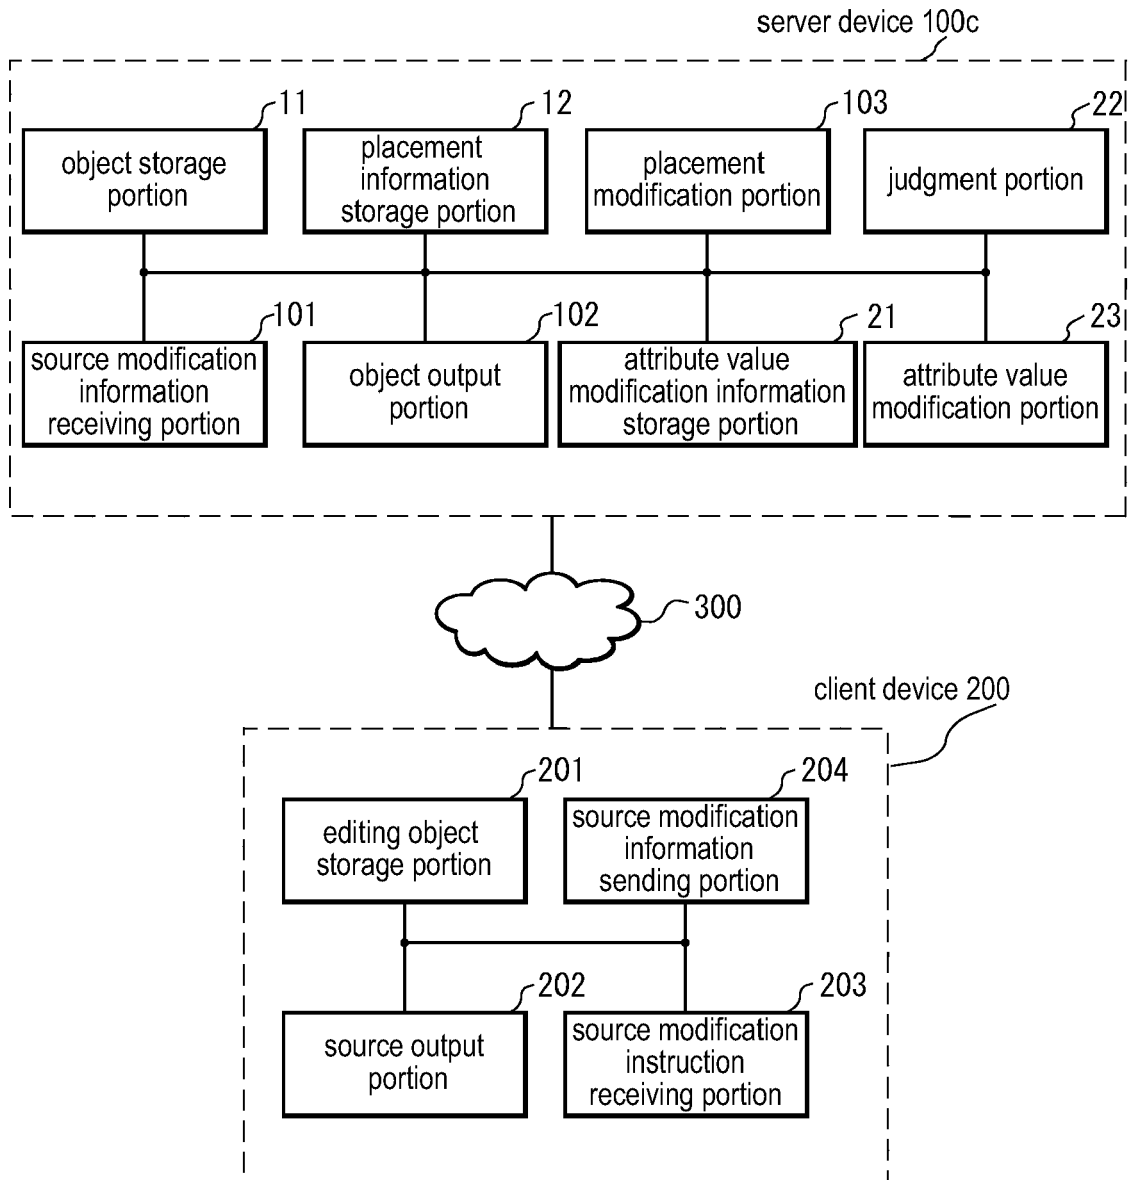 server device 100c
11
12
103
22
object storage
portion
placement
information
storage portion
placement
modification portion
judgment portion
101
102
21
23
source modification
information
receiving portion
object output
portion
attribute value
modification information
storage portion
attribute value
modification portion
300
client device 200
201
204
editing object
storage portion
source modification
information
sending portion
202
203
source output
portion
source modification
instruction
receiving portion